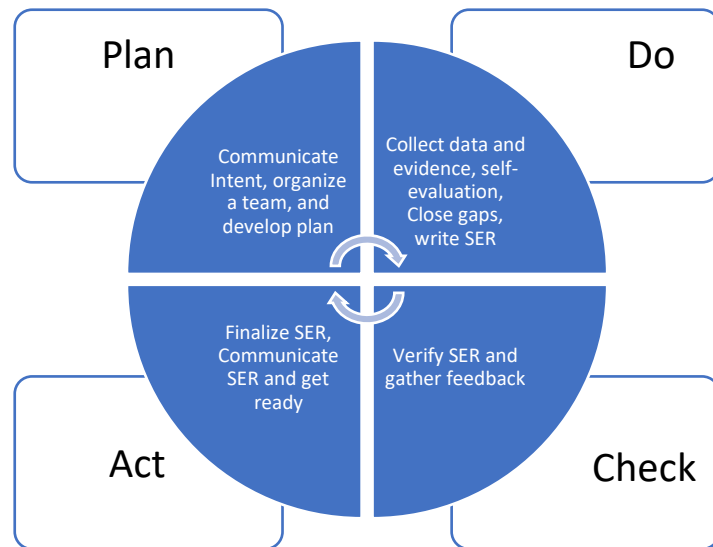 Plan
Do
Communicate
Intent, organize
a team, and
develop plan
Collect data and
evidence, self-
evaluation,
Close gaps,
write SER
Finalize SER,
Communicate
SER and get
ready
Verify SER and
gather feedback
Act
Check